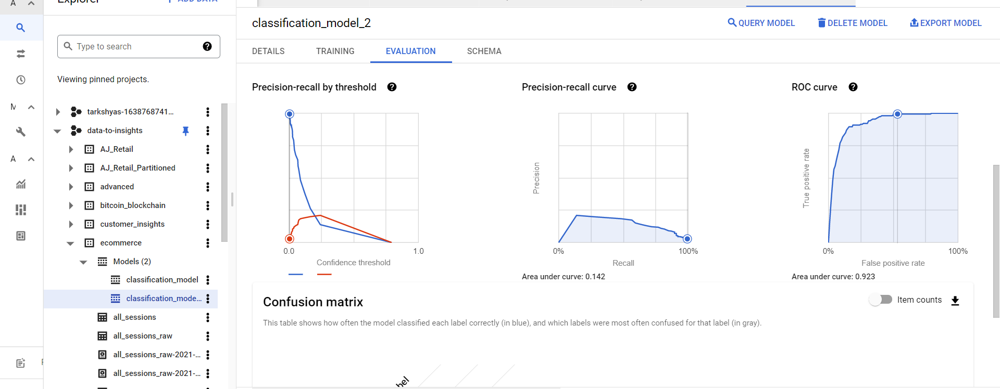 A
Explorer
ADD DATA
Type to search
Viewing pinned projects.
M
A
tarkshyas-1638768741...
data-to-insights
AJ_Retail
AJ_Retail_Partitioned
advanced
bitcoin_blockchain
customer_insights
ecommerce
Models (2)
classification_model
classification_mode...
all_sessions
all_sessions_raw
all_sessions_raw-2021-...
all_sessions_raw-2021-...
classification_model_2
QUERY MODEL
DELETE MODEL
EXPORT MODEL
DETAILS
TRAINING
EVALUATION
SCHEMA
Precision-recall by threshold
0.0
1.0
Confidence threshold
Precision-recall curve
Precision
0%
100%
Recall
Area under curve: 0.142
ROC curve
True positive rate
0%
100%
False positive rate
Area under curve: 0.923
Confusion matrix
Item counts
This table shows how often the model classified each label correctly (in blue), and which labels were most often confused for that label (in gray).
bel